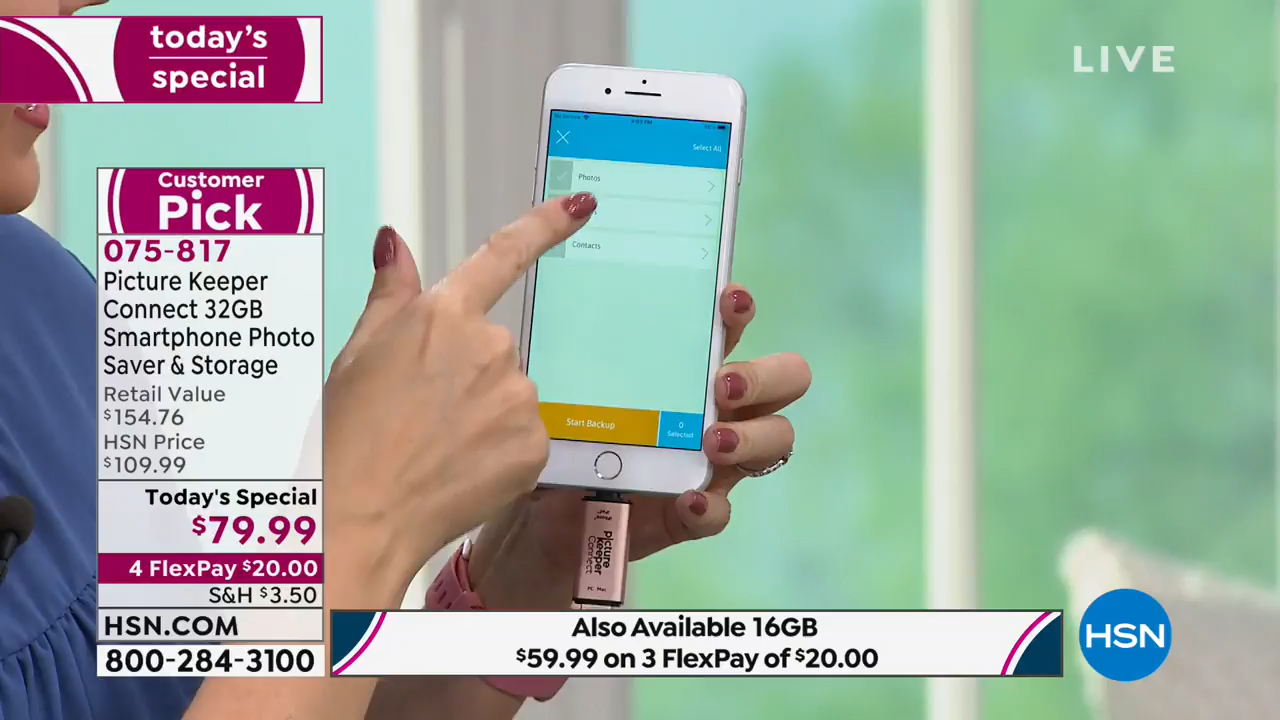 today's
special
LIVE
Customer
Pick
075-817
Picture Keeper
Connect 32GB
Smartphone Photo
Saver & Storage
Retail Value
$154.76
HSN Price
$109.99
Today's Special
$79.99
4 FlexPay $20.00
S&H $3.50
HSN.COM
800-284-3100
Select All
Photos
Contacts
Start Backup
0
Selected
picture
keeper
Connect
PC Mac
Also Available 16GB
$59.99 on 3 FlexPay of $20.00
HSN